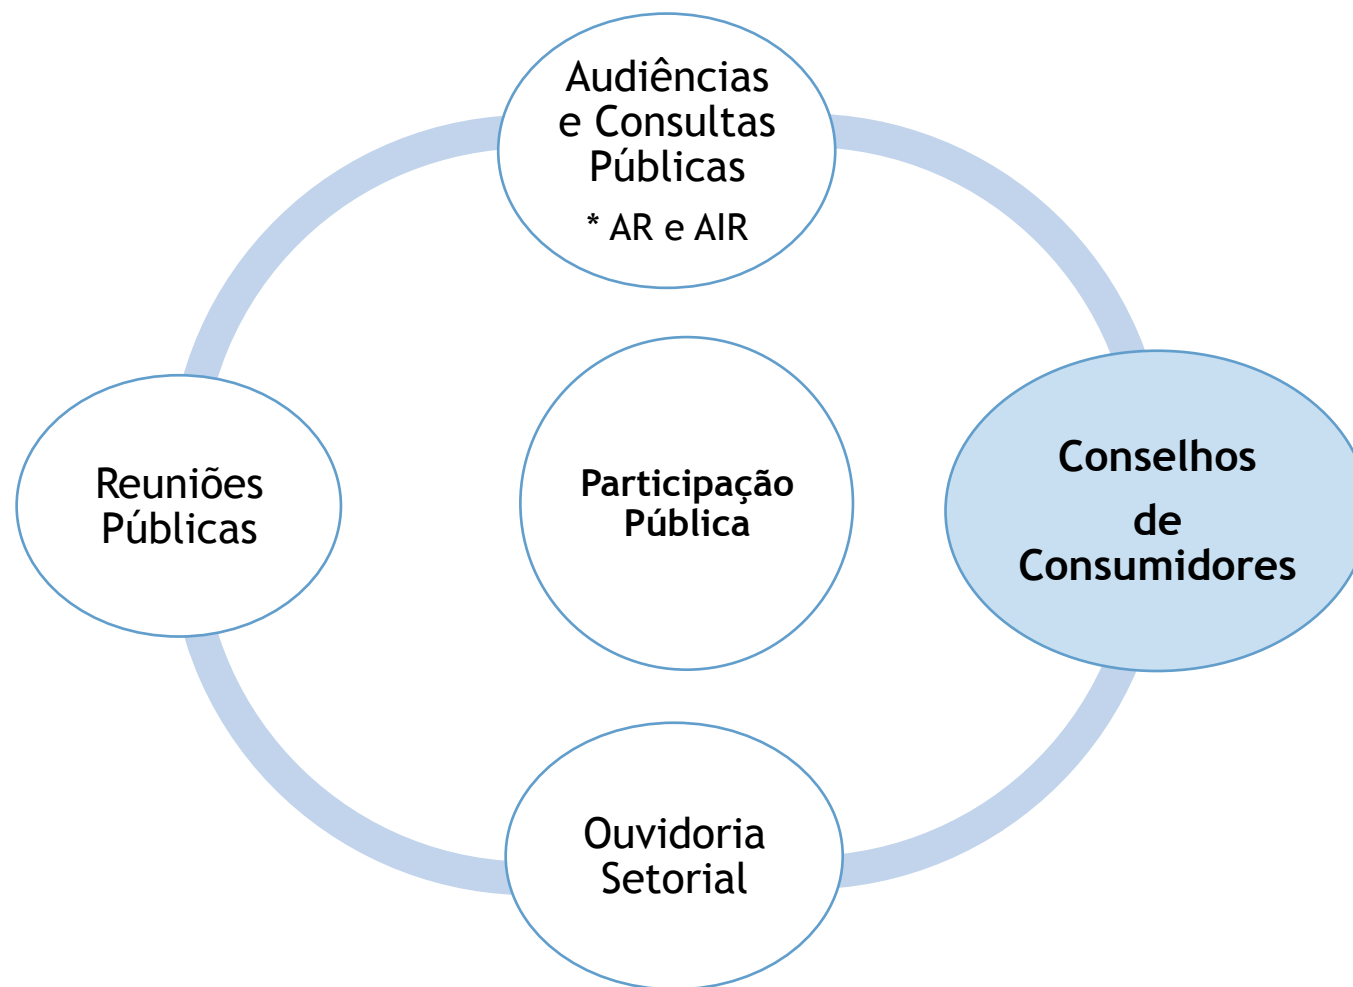 Audiências
e Consultas
Públicas
* AR e AIR
Reuniões
Públicas
Participação
Pública
Conselhos
de
Consumidores
Ouvidoria
Setorial